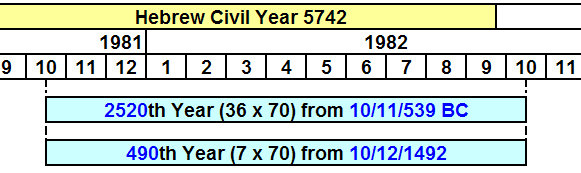 Hebrew Civil Year 5742
1981 1982
9 10 11 12 1 2 3 4 5 6 7 8 9 10 11
2520th Year (36 x 70) from 10/11/539 BC
490th Year (7 x 70) from 10/12/1492